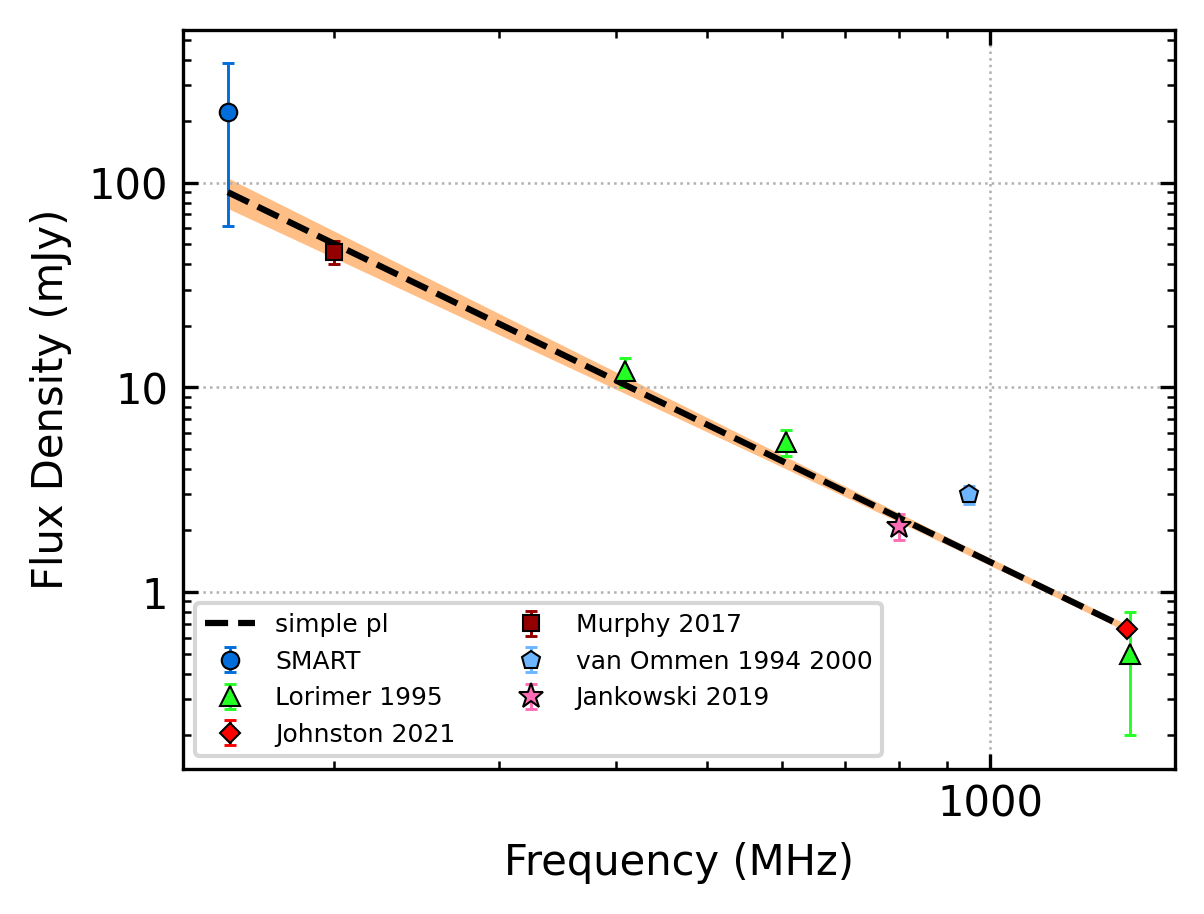 100
10
1
Flux Density (mJy)
simple pl
SMART
Lorimer 1995
Johnston 2021
Murphy 2017
van Ommen 1994 2000
Jankowski 2019
1000
Frequency (MHz)